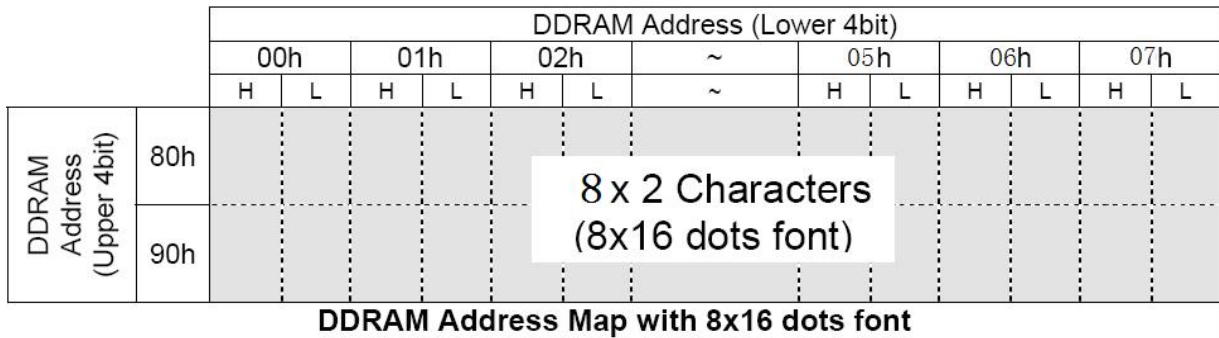 DDRAM Address (Lower 4bit)
00h 01h 02h ~ 05h 06h 07h
H L H L H L ~ H L H L H L
DDRAM
Address
(Upper 4bit)
80h
90h
8 x 2 Characters
(8x16 dots font)
DDRAM Address Map with 8x16 dots font